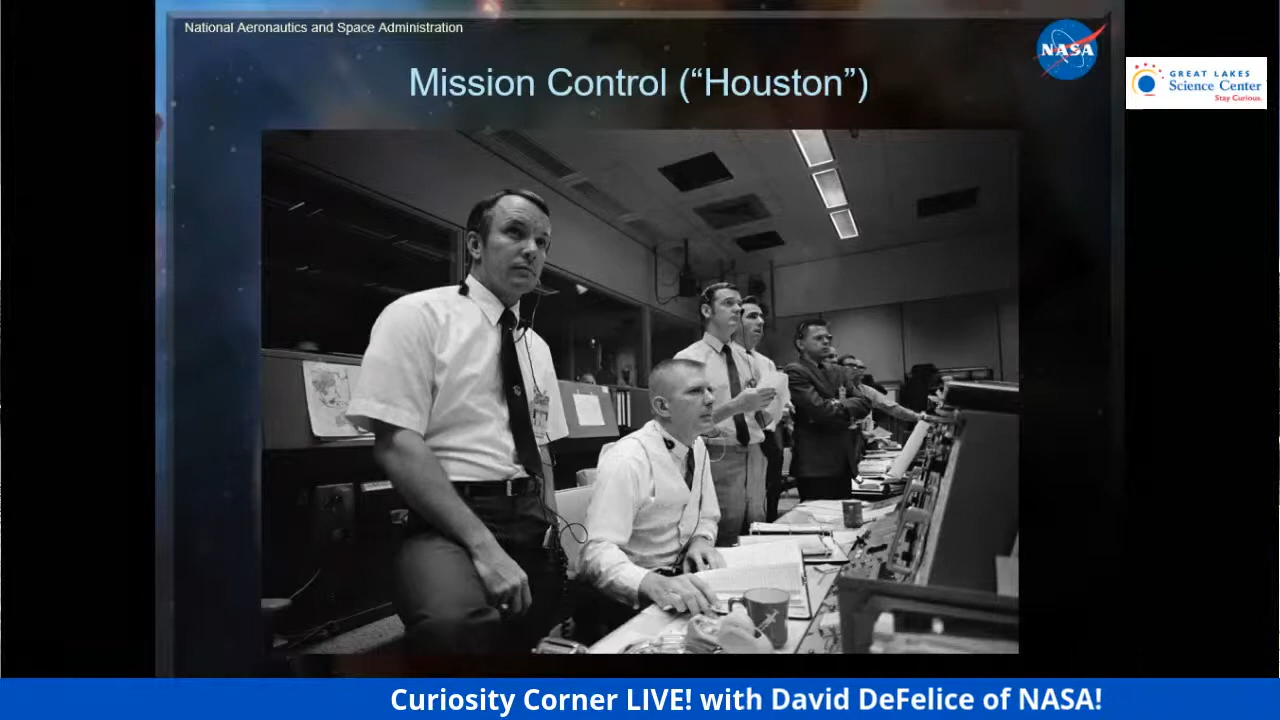 National Aeronautics and Space Administration
NASA
Mission Control (“Houston”)
GREAT LAKES
Science Center
Stay Curious.
Curiosity Corner LIVE! with David DeFelice of NASA!